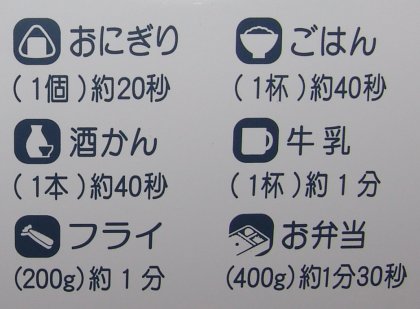 おにぎり ごはん
(1個)約20秒 (1杯)約40秒
酒かん 牛乳
(1本)約40秒 (1杯)約1分
フライ お弁当
(200g)約1分 (400g)約1分30秒